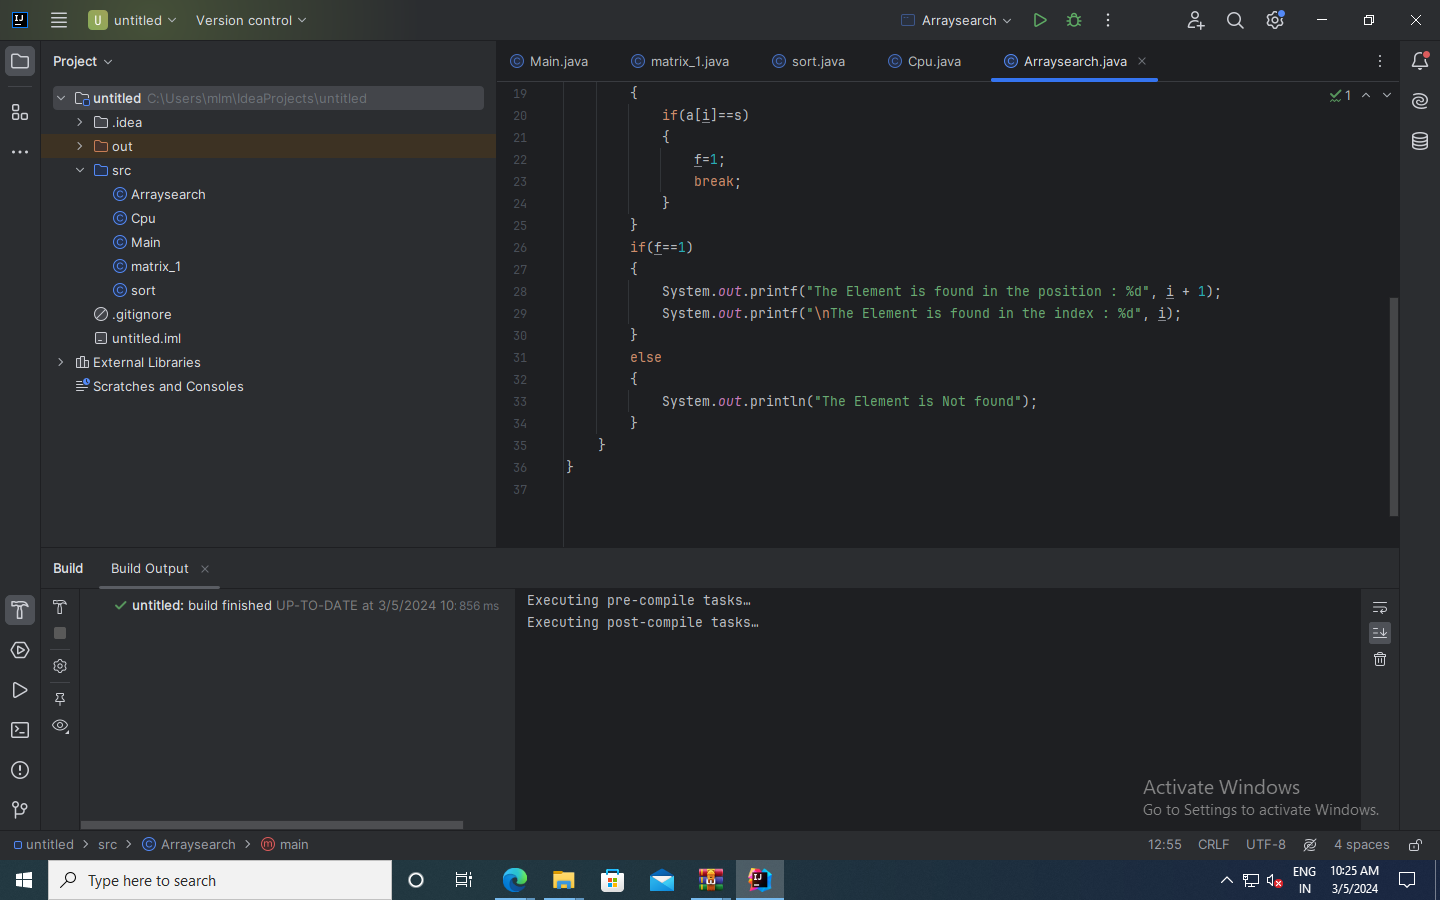 U untitled Version control Arraysearch
Project Main.java matrix_1.java sort.java Cpu.java Arraysearch.java
untitled C:\Users\mlm\IdeaProjects\untitled
.idea
out
src
Arraysearch
Cpu
Main
matrix_1
sort
.gitignore
untitled.iml
External Libraries
Scratches and Consoles
19 {
1
20 if(a[i]==s)
21 {
22 f=1;
23 break;
24 }
25 }
26 if(f==1)
27 {
28 System.out.printf("The Element is found in the position : %d", i + 1);
29 System.out.printf("\nThe Element is found in the index : %d", i);
30 }
31 else
32 {
33 System.out.println("The Element is Not found");
34 }
35 }
36 }
37
Build Build Output
untitled: build finished UP-TO-DATE at 3/5/2024 10: 856 ms
Executing pre-compile tasks…
Executing post-compile tasks…
Activate Windows
Go to Settings to activate Windows.
untitled > src > Arraysearch > main 12:55 CRLF UTF-8 4 spaces
Type here to search
ENG
IN
10:25 AM
3/5/2024